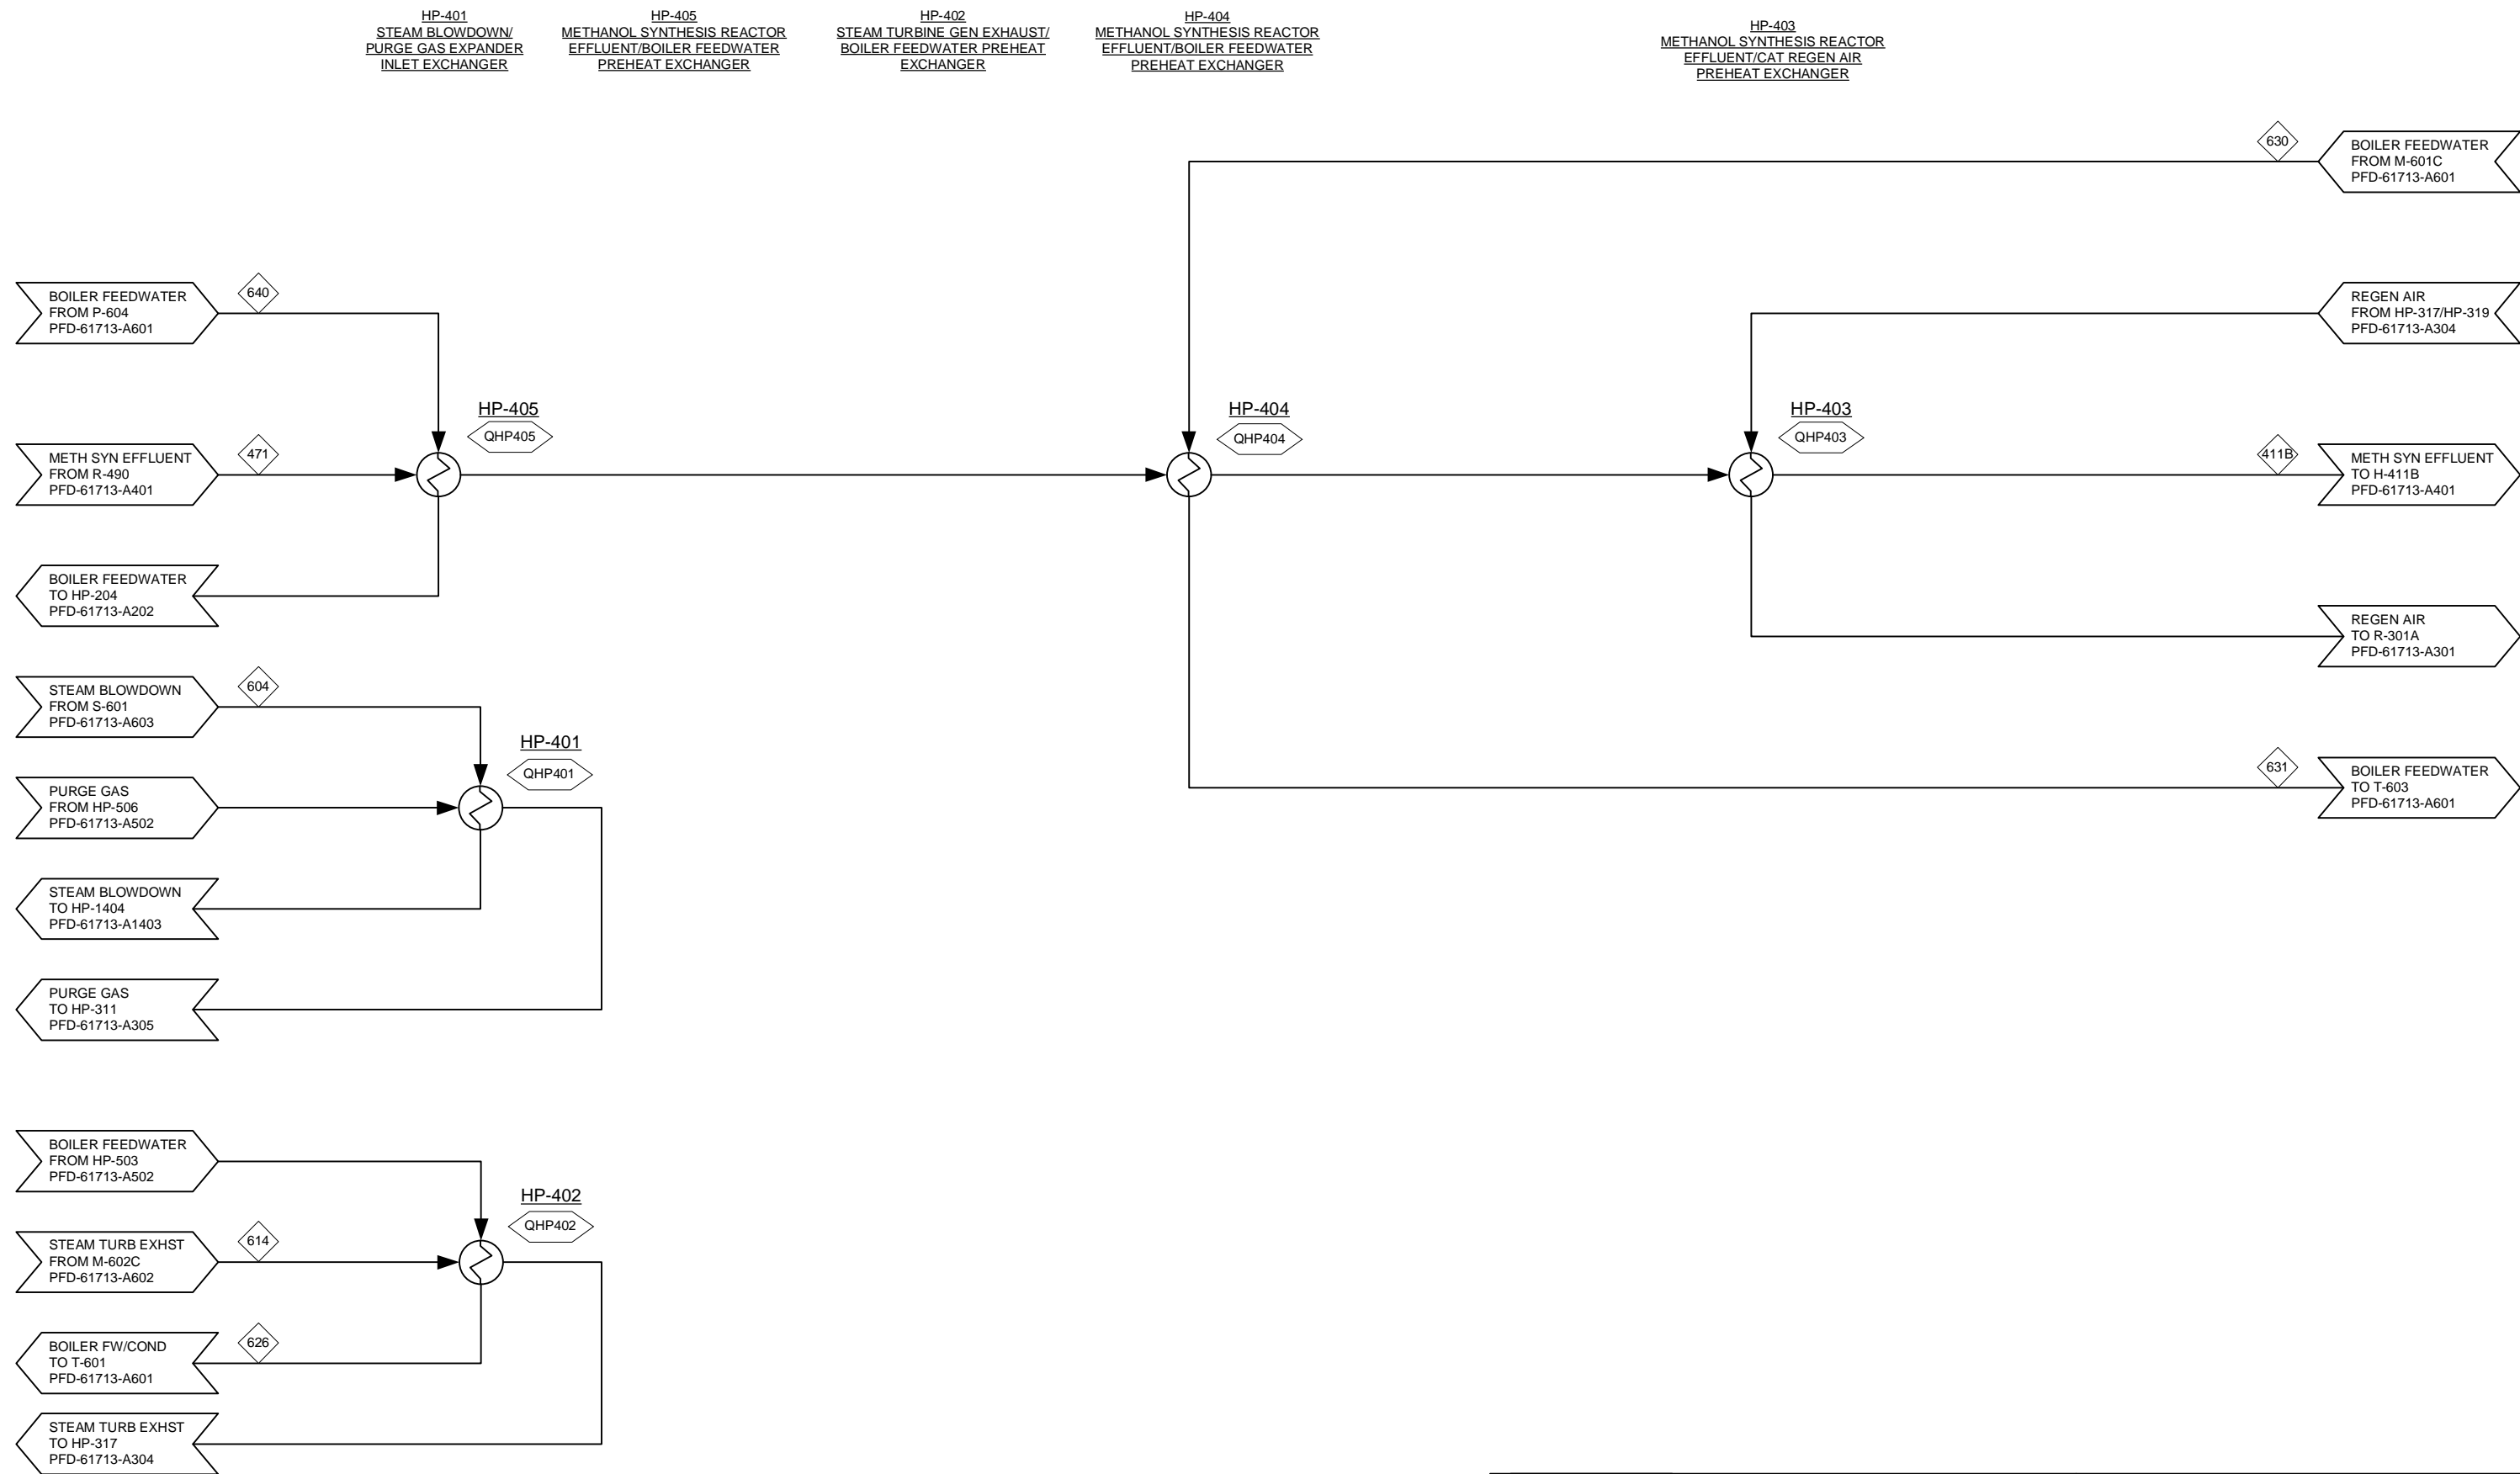 HP-401
STEAM BLOWDOWN/
PURGE GAS EXPANDER
INLET EXCHANGER
HP-405
METHANOL SYNTHESIS REACTOR
EFFLUENT/BOILER FEEDWATER
PREHEAT EXCHANGER
HP-402
STEAM TURBINE GEN EXHAUST/
BOILER FEEDWATER PREHEAT
EXCHANGER
HP-404
METHANOL SYNTHESIS REACTOR
EFFLUENT/BOILER FEEDWATER
PREHEAT EXCHANGER
HP-403
METHANOL SYNTHESIS REACTOR
EFFLUENT/CAT REGEN AIR
PREHEAT EXCHANGER
630
BOILER FEEDWATER
FROM M-601C
PFD-61713-A601
BOILER FEEDWATER
FROM P-604
PFD-61713-A601
640
REGEN AIR
FROM HP-317/HP-319
PFD-61713-A304
HP-405
QHP405
HP-404
QHP404
HP-403
QHP403
METH SYN EFFLUENT
FROM R-490
PFD-61713-A401
471
411B
METH SYN EFFLUENT
TO H-411B
PFD-61713-A401
BOILER FEEDWATER
TO HP-204
PFD-61713-A202
REGEN AIR
TO R-301A
PFD-61713-A301
STEAM BLOWDOWN
FROM S-601
PFD-61713-A603
604
HP-401
QHP401
631
BOILER FEEDWATER
TO T-603
PFD-61713-A601
PURGE GAS
FROM HP-506
PFD-61713-A502
STEAM BLOWDOWN
TO HP-1404
PFD-61713-A1403
PURGE GAS
TO HP-311
PFD-61713-A305
BOILER FEEDWATER
FROM HP-503
PFD-61713-A502
HP-402
QHP402
STEAM TURB EXHST
FROM M-602C
PFD-61713-A602
614
BOILER FW/COND
TO T-601
PFD-61713-A601
626
STEAM TURB EXHST
TO HP-317
PFD-61713-A304